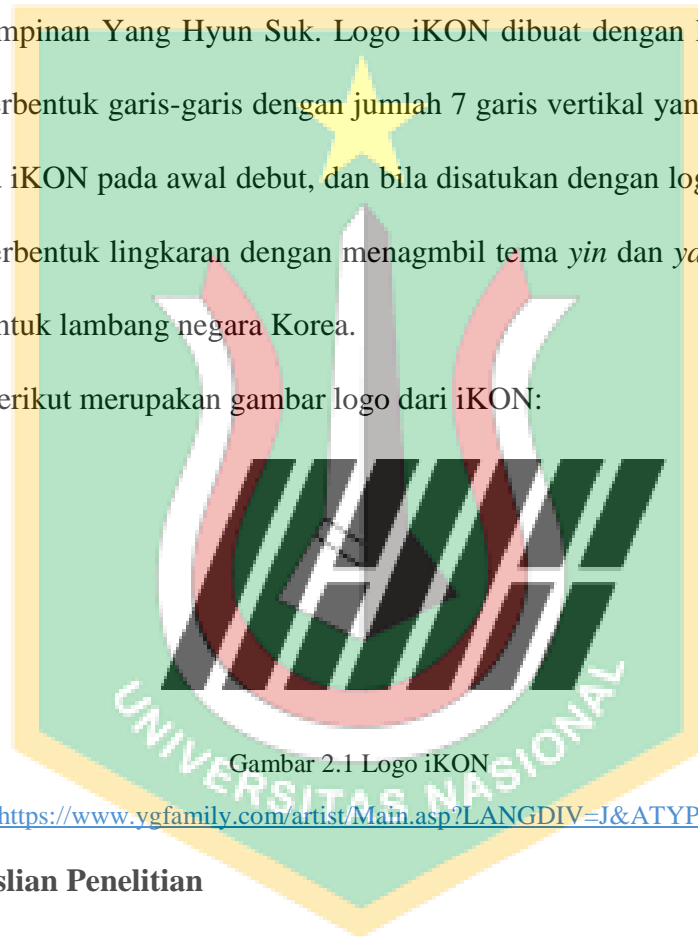 mpinan Yang Hyun Suk. Logo iKON dibuat dengan
erbentuk garis-garis dengan jumlah 7 garis vertikal yan
iKON pada awal debut, dan bila disatukan dengan log
erbentuk lingkaran dengan menagmbil tema yin dan ya
ntuk lambang negara Korea.
erikut merupakan gambar logo dari iKON:
Gambar 2.1 Logo iKON
UNIVERSITAS NASIONAL
https://www.ygfamily.com/artist/Main.asp?LANGDIV=J&ATYP
slian Penelitian